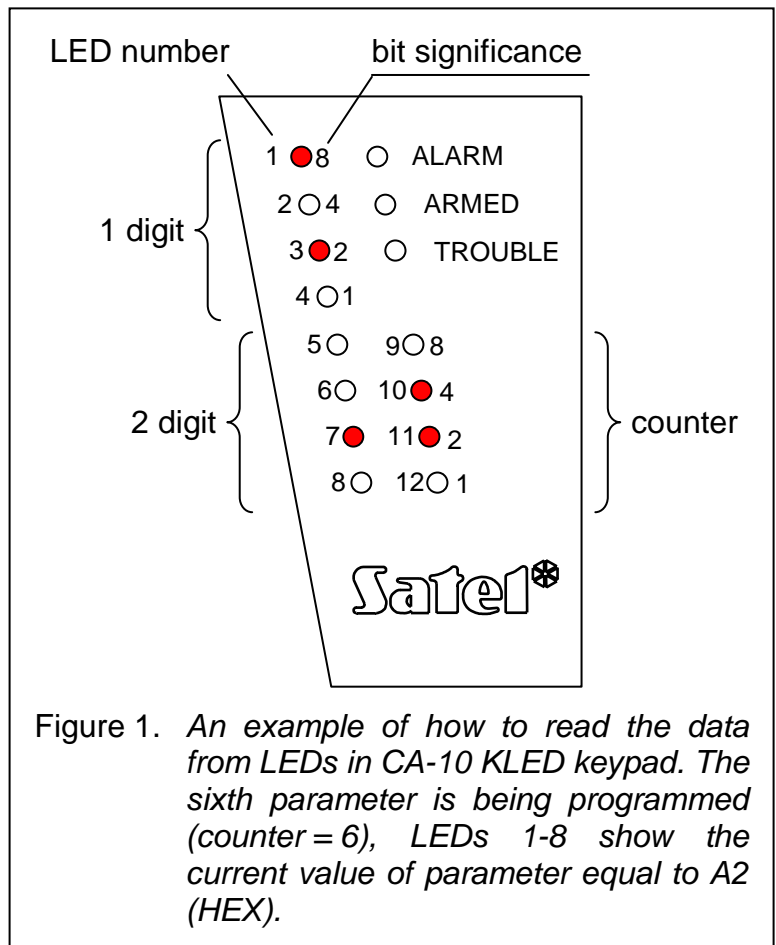 LED number bit significance
1 8 ALARM
2 4 ARMED
1 digit
3 2 TROUBLE
4 1
5 9 8
6 10 4
2 digit counter
7 11 2
8 12 1
Satel
Figure 1. An example of how to read the data
from LEDs in CA-10 KLED keypad. The
sixth parameter is being programmed
(counter = 6), LEDs 1-8 show the
current value of parameter equal to A2
(HEX).